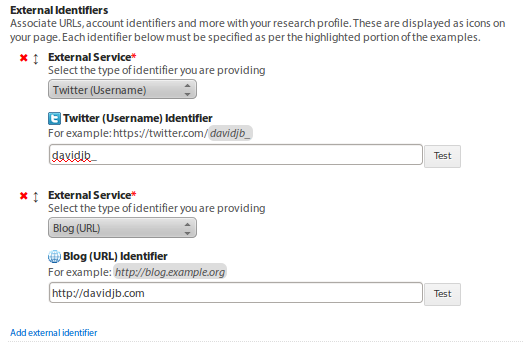 External Identifiers
Associate URLs, account identifiers and more with your research profile. These are displayed as icons on
your page. Each identifier below must be specified as per the highlighted portion of the examples.
External Service*
Select the type of identifier you are providing
Twitter (Username)
Twitter (Username) Identifier
For example: https://twitter.com/davidjb_
davidjb_
Test
External Service*
Select the type of identifier you are providing
Blog (URL)
Blog (URL) Identifier
For example: http://blog.example.org
http://davidjb.com
Test
Add external identifier